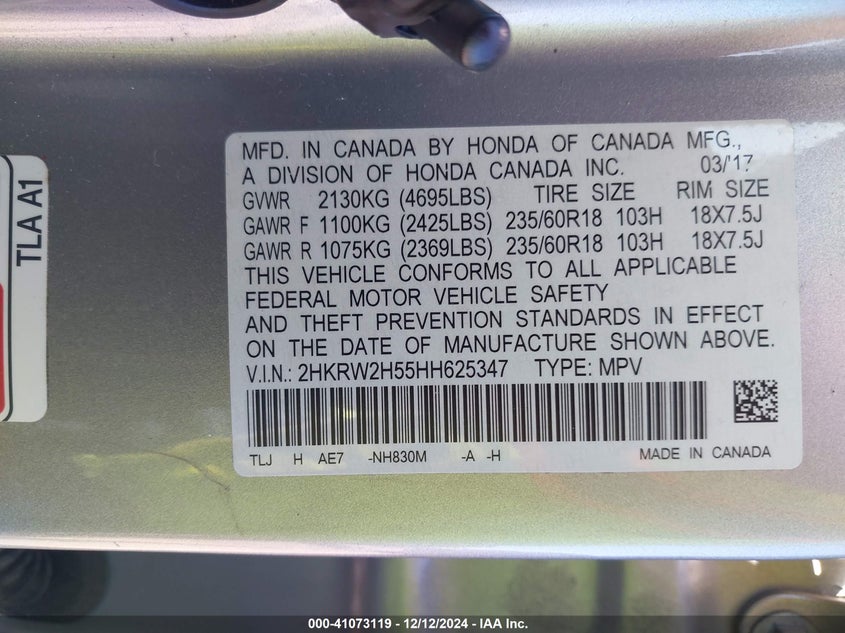 MFD. IN CANADA BY HONDA OF CANADA MFG.,
A DIVISION OF HONDA CANADA INC. 03/'17
GVWR 2130KG (4695LBS) TIRE SIZE RIM SIZE
GAWR F 1100KG (2425LBS) 235/60R18 103H 18X7.5J
GAWR R 1075KG (2369LBS) 235/60R18 103H 18X7.5J
THIS VEHICLE CONFORMS TO ALL APPLICABLE
FEDERAL MOTOR VEHICLE SAFETY
AND THEFT PREVENTION STANDARDS IN EFFECT
ON THE DATE OF MANUFACTURE SHOWN ABOVE.
V.I.N.: 2HKRW2H55HH625347 TYPE: MPV
TLJ H AE7 -NH830M -A -H MADE IN CANADA
TLA A1
000-41073119 - 12/12/2024 - IAA Inc.